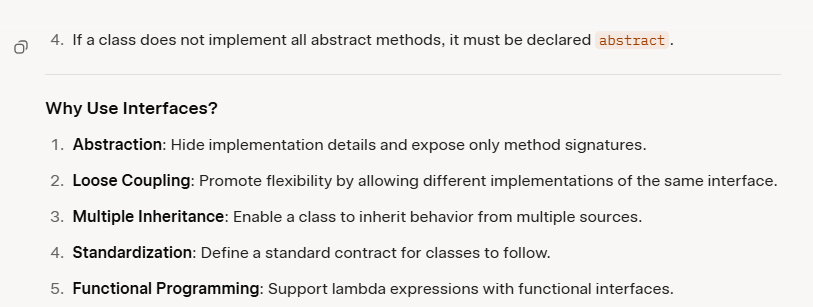 4. If a class does not implement all abstract methods, it must be declared abstract.
Why Use Interfaces?
1. Abstraction: Hide implementation details and expose only method signatures.
2. Loose Coupling: Promote flexibility by allowing different implementations of the same interface.
3. Multiple Inheritance: Enable a class to inherit behavior from multiple sources.
4. Standardization: Define a standard contract for classes to follow.
5. Functional Programming: Support lambda expressions with functional interfaces.